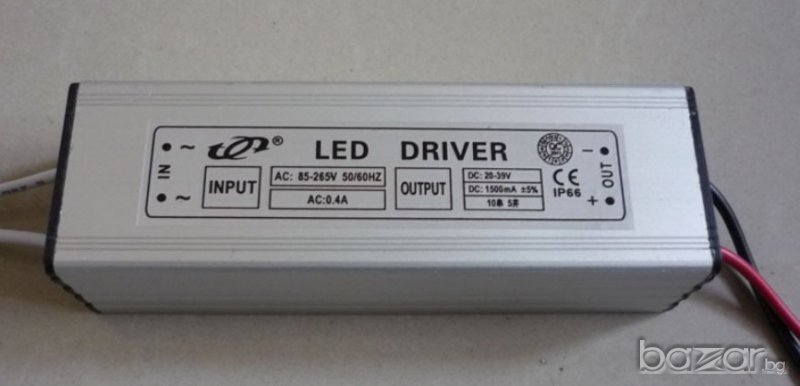 ® LED DRIVER
IN
~
~
INPUT
AC: 85-265V 50/60HZ
AC:0.4A
OUTPUT
DC: 20-39V
DC: 1500mA ±5%
10串 5并
QC
CE
IP66
−
+
OUT
bazar.bg